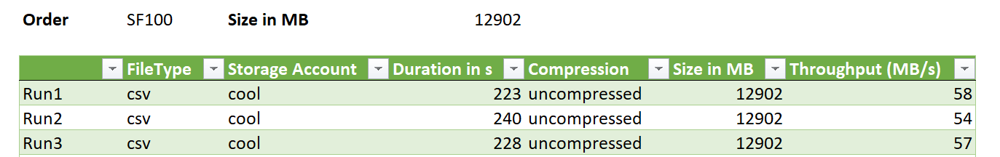 Order SF100 Size in MB 12902
FileType Storage Account Duration in s Compression Size in MB Throughput (MB/s)
Run1 csv cool 223 uncompressed 12902 58
Run2 csv cool 240 uncompressed 12902 54
Run3 csv cool 228 uncompressed 12902 57